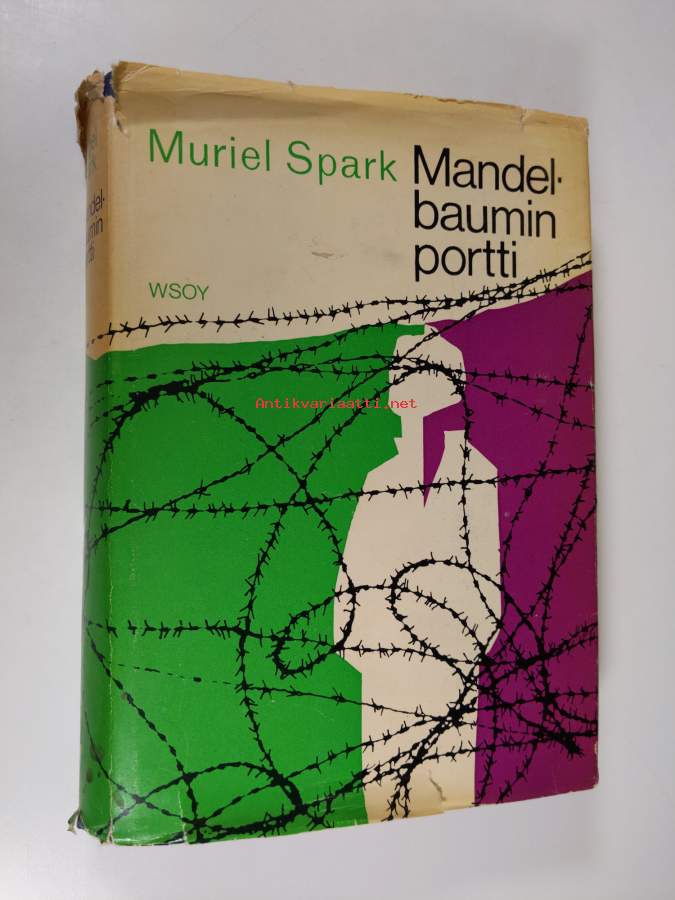 Muriel Spark
Mandel-
baumin
portti
WSOY
Antikvariaatti.net